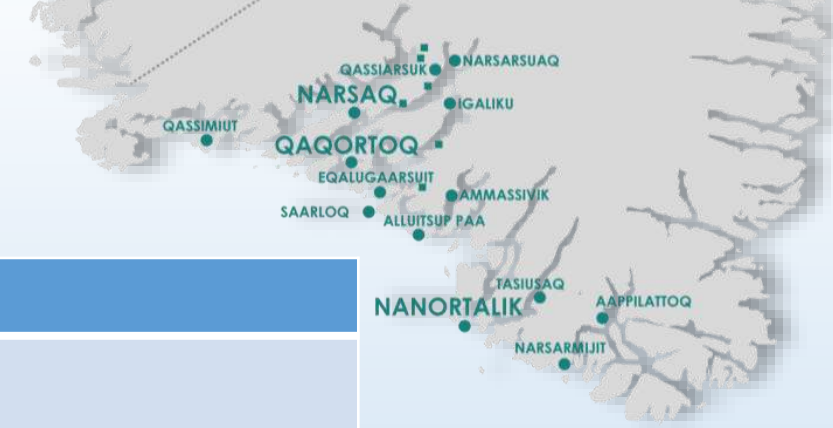 NARSARSUAQ
QASSIARSUK
NARSAQ
IGALIKU
QASSIMIUT
QAQORTOQ
EQALUGAARSUIT
AMMASSIVIK
SAARLOQ
ALLUITSUP PAA
TASIUSAQ
AAPPILATTOQ
NANORTALIK
NARSARMIJIT